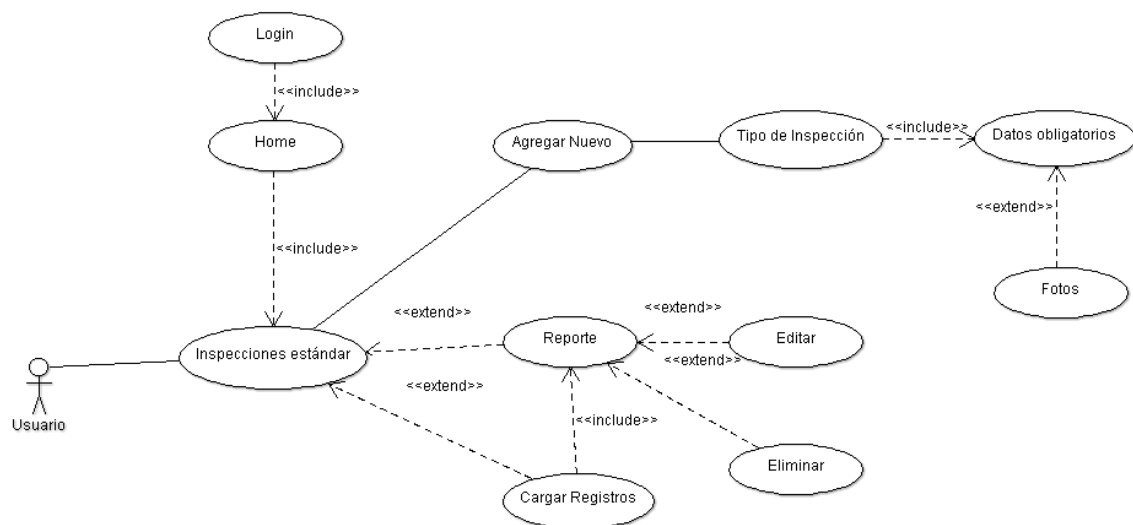 Login
<<include>>
Home
Agregar Nuevo
Tipo de Inspección
<<include>>
Datos obligatorios
<<extend>>
<<include>>
Fotos
<<extend>>
<<extend>>
Inspecciones estándar
Reporte
Editar
<<extend>>
<<extend>>
<<include>>
Usuario
Eliminar
Cargar Registros